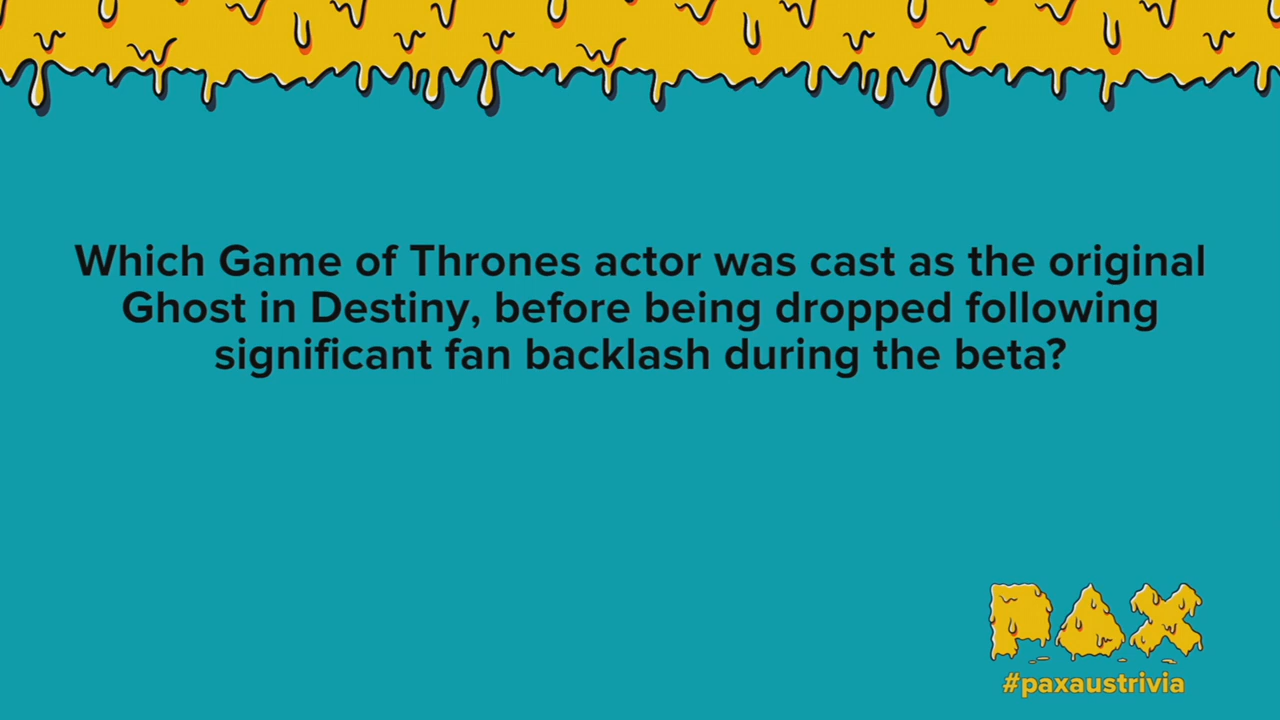 Which Game of Thrones actor was cast as the original
Ghost in Destiny, before being dropped following
significant fan backlash during the beta?
PAX
#paxaustrivia